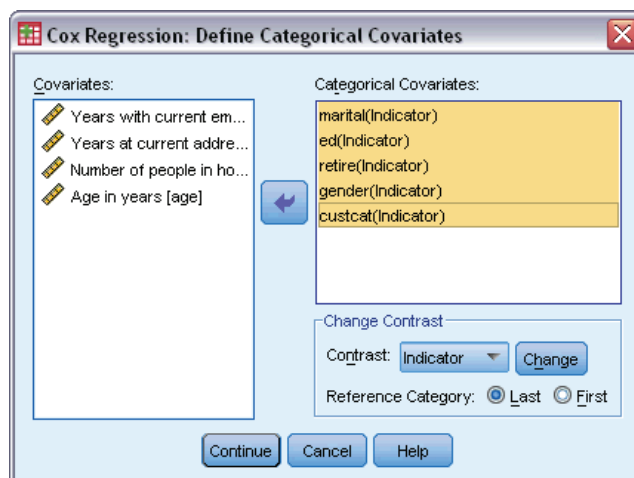 Cox Regression: Define Categorical Covariates
Covariates:
Years with current em...
Years at current addre...
Number of people in ho...
Age in years [age]
Categorical Covariates:
marital(Indicator)
ed(Indicator)
retire(Indicator)
gender(Indicator)
custcat(Indicator)
Change Contrast
Contrast: Indicator Change
Reference Category: Last First
Continue Cancel Help